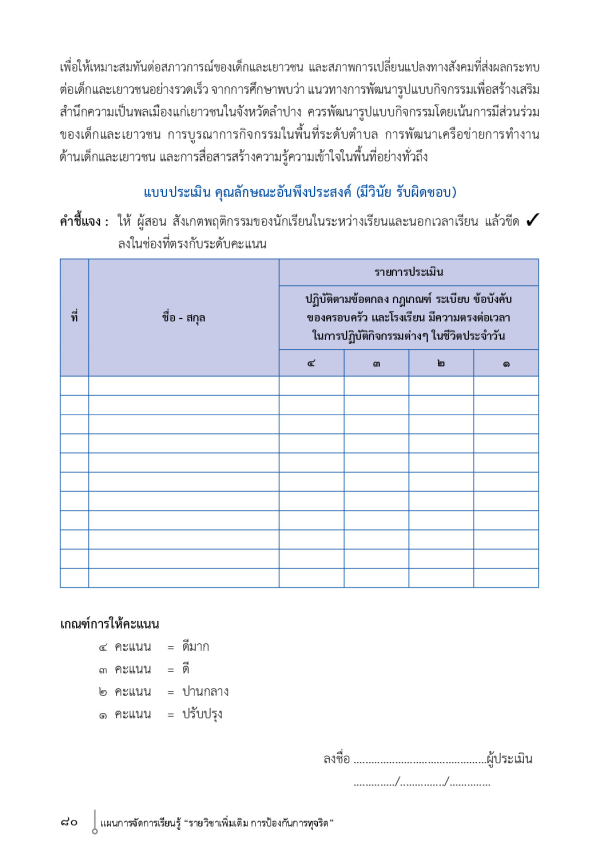 เพื่อให้เหมาะสมทันต่อสภาวการณ์ของเด็กและเยาวชน และสภาพการเปลี่ยนแปลงทางสังคมที่ส่งผลกระทบ
ต่อเด็กและเยาวชนอย่างรวดเร็ว จากการศึกษาพบว่า แนวทางการพัฒนารูปแบบกิจกรรมเพื่อสร้างเสริม
สำนึกความเป็นพลเมืองแก่เยาวชนในจังหวัดลำปาง ควรพัฒนารูปแบบกิจกรรมโดยเน้นการมีส่วนร่วม
ของเด็กและเยาวชน การบูรณาการกิจกรรมในพื้นที่ระดับตำบล การพัฒนาเครือข่ายการทำงาน
ด้านเด็กและเยาวชน และการสื่อสารสร้างความรู้ความเข้าใจในพื้นที่อย่างทั่วถึง
แบบประเมิน คุณลักษณะอันพึงประสงค์ (มีวินัย รับผิดชอบ)
คำชี้แจง : ให้ ผู้สอน สังเกตพฤติกรรมของนักเรียนในระหว่างเรียนและนอกเวลาเรียน แล้วขีด ✓
ลงในช่องที่ตรงกับระดับคะแนน
รายการประเมิน
ที่ ชื่อ - สกุล
ปฏิบัติตามข้อตกลง กฎเกณฑ์ ระเบียบ ข้อบังคับ
ของครอบครัว และโรงเรียน มีความตรงต่อเวลา
ในการปฏิบัติกิจกรรมต่างๆ ในชีวิตประจำวัน
๔ ๓ ๒ ๑
เกณฑ์การให้คะแนน
๔ คะแนน = ดีมาก
๓ คะแนน = ดี
๒ คะแนน = ปานกลาง
๑ คะแนน = ปรับปรุง
ลงชื่อ .............................................ผู้ประเมิน
............../.............../..............
๘๐ แผนการจัดการเรียนรู้ "รายวิชาเพิ่มเติม การป้องกันการทุจริต"